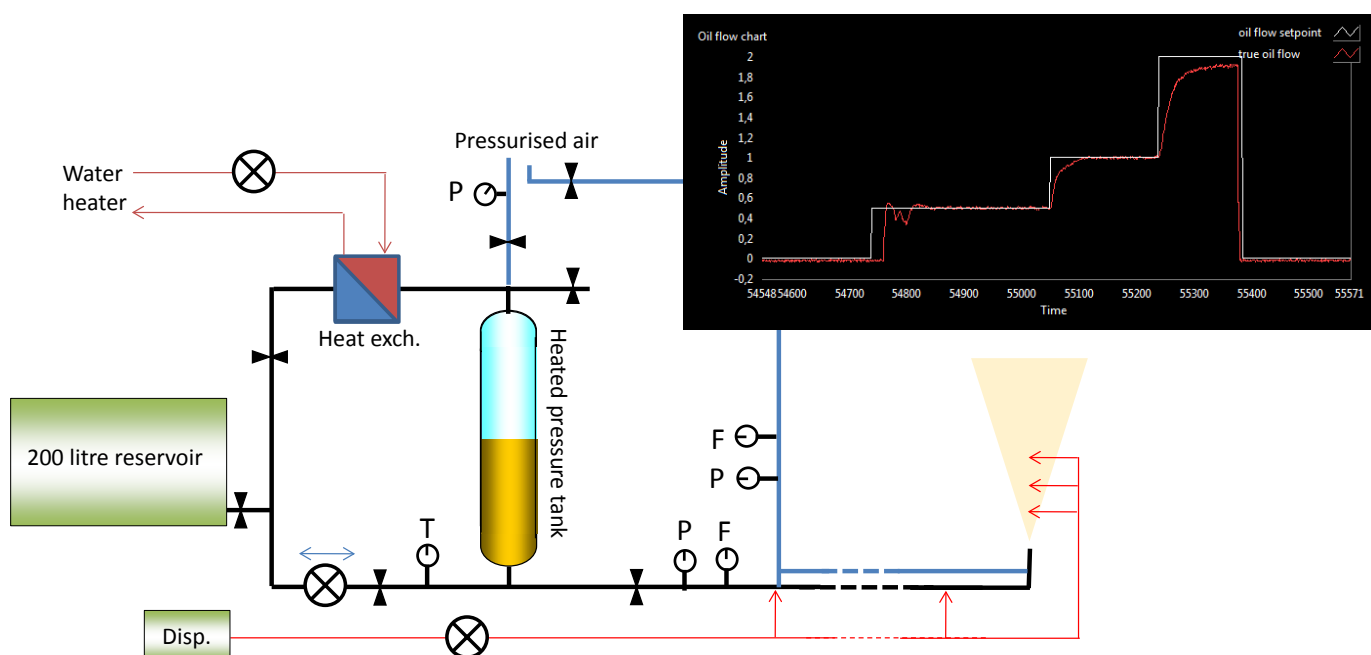 Oil flow chart
oil flow setpoint
true oil flow
2
1,8
1,6
1,4
1,2
1
0,8
0,6
0,4
0,2
0
-0,2
Amplitude
54548 54600 54700 54800 54900 55000 55100 55200 55300 55400 55500 55571
Time
Pressurised air
Water
heater
P
Heat exch.
Heated pressure tank
200 litre reservoir
F
P
T
P
F
Disp.